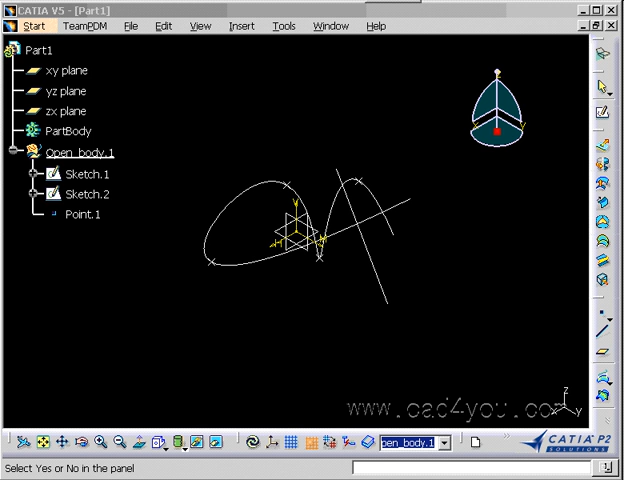 CATIA V5 - [Part1]
Start TeamPDM File Edit View Insert Tools Window Help
Part1
xy plane
yz plane
zx plane
PartBody
Open_body.1
Sketch.1
Sketch.2
Point.1
www.cad4you.com
Z
Y
pen_body.1
CATIA P2
SOLUTIONS
Select Yes or No in the panel